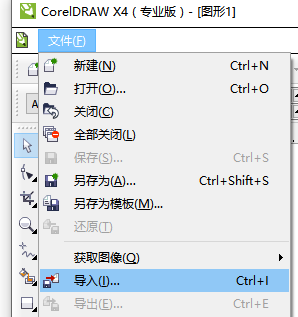 CorelDRAW X4（专业版）- [图形1]
文件(F)
新建(N) Ctrl+N
打开(O)... Ctrl+O
关闭(C)
全部关闭(L)
保存(S)... Ctrl+S
另存为(A)... Ctrl+Shift+S
另存为模板(M)...
还原(T)
获取图像(Q)
导入(I)... Ctrl+I
导出(E)... Ctrl+E